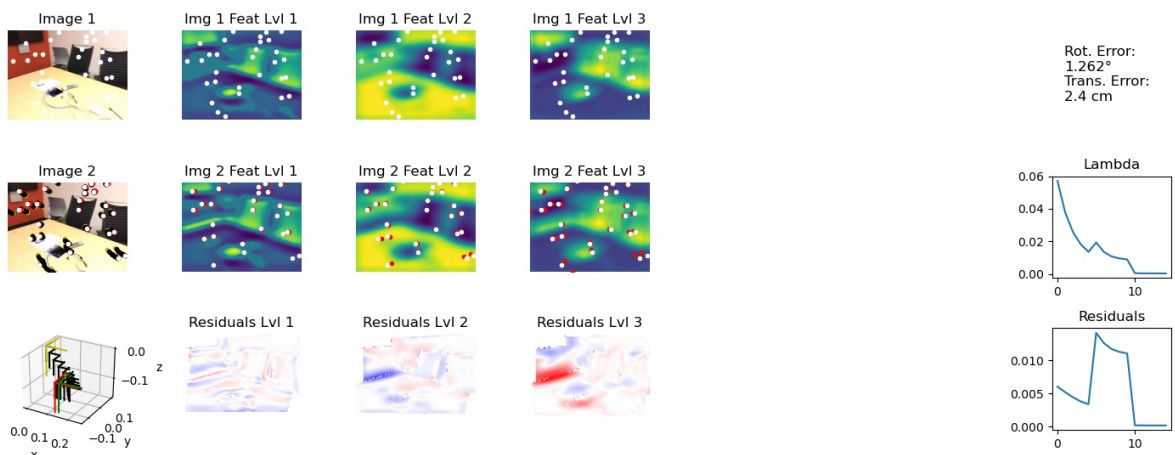 Image 1
Img 1 Feat Lvl 1
Img 1 Feat Lvl 2
Img 1 Feat Lvl 3
Rot. Error:
1.262°
Trans. Error:
2.4 cm
Image 2
Img 2 Feat Lvl 1
Img 2 Feat Lvl 2
Img 2 Feat Lvl 3
Lambda
0.06
0.04
0.02
0.00
0
10
Residuals Lvl 1
Residuals Lvl 2
Residuals Lvl 3
Residuals
0.010
0.005
0.000
0
10
0.0
−0.1
z
0.0
0.1
0.2
x
−0.1
0.0
0.1
y